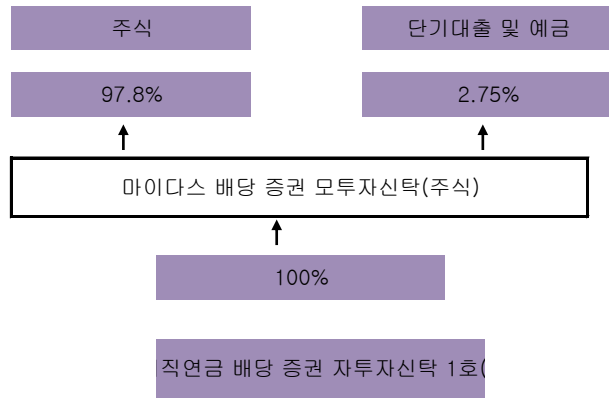 주식
단기대출 및 예금
97.8%
2.75%
마이다스 배당 증권 모투자신탁(주식)
100%
직연금 배당 증권 자투자신탁 1호(